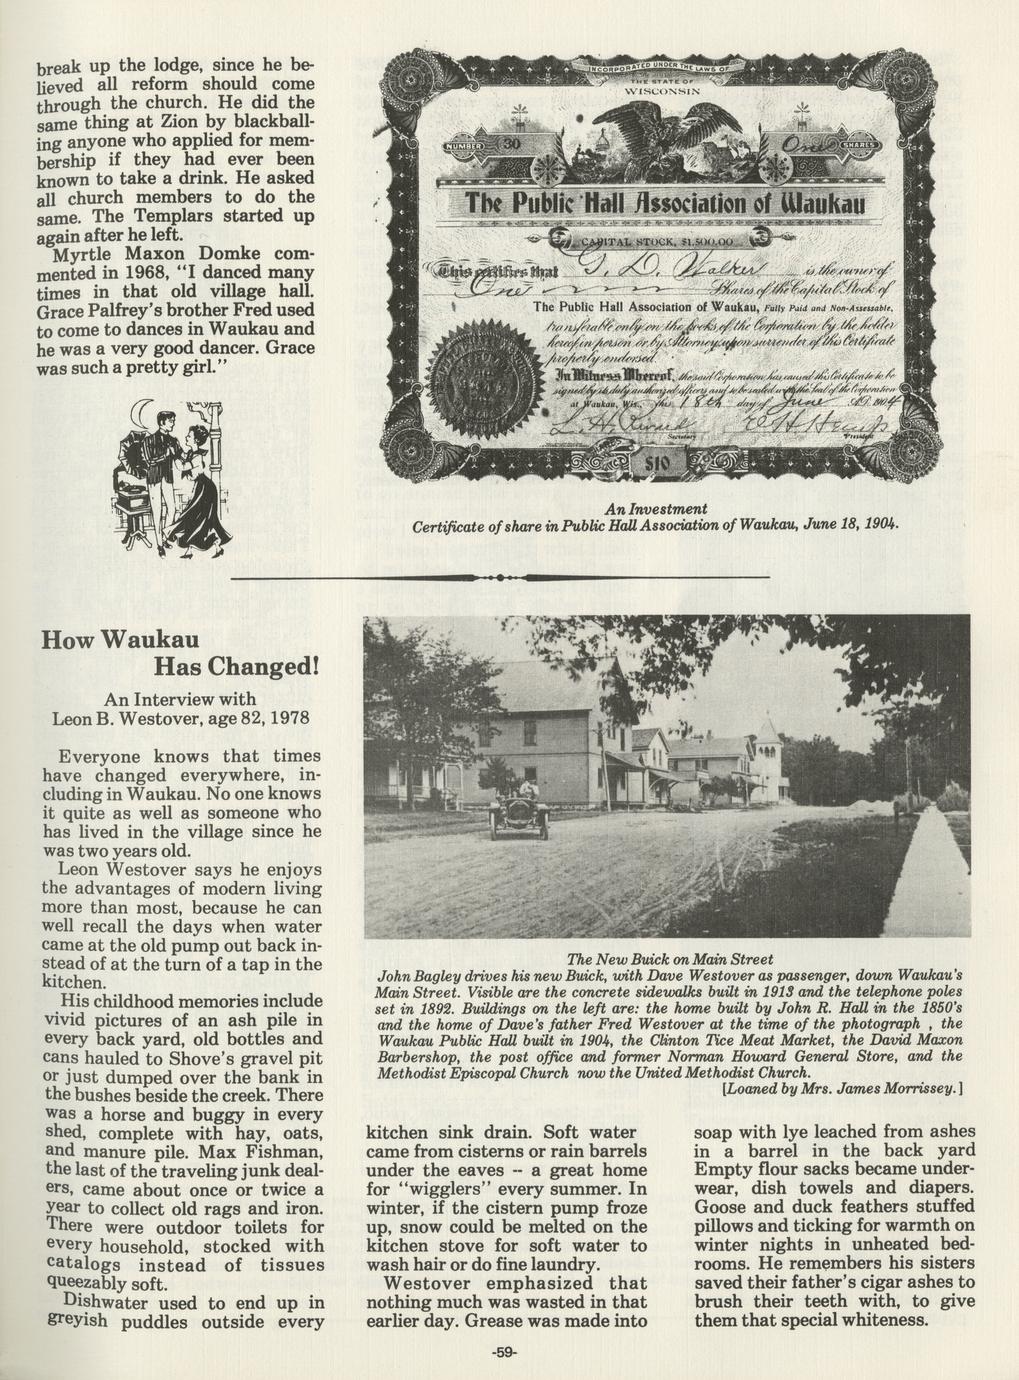 break up the lodge, since he be-
lieved all reform should come
through the church. He did the
same thing at Zion by blackball-
ing anyone who applied for mem-
bership if they had ever been
known to take a drink. He asked
all church members to do the
same. The Templars started up
again after he left.
Myrtle Maxon Domke com-
mented in 1968, "I danced many
times in that old village hall.
Grace Palfrey's brother Fred used
to come to dances in Waukau and
he was a very good dancer. Grace
was such a pretty girl."
INCORPORATED UNDER THE LAWS OF
THE STATE OF
WISCONSIN
NUMBER 30
One SHARES
The Public Hall Association of Waukau
CAPITAL STOCK, $1,500.00
This certifies that G. D. Walker is the owner of
One Shares of the Capital Stock of
The Public Hall Association of Waukau, Fully Paid and Non-Assessable,
transferable only on the books of the Corporation by the holder
hereof in person or by Attorney upon surrender of this Certificate
properly endorsed.
In Witness Whereof, the said Corporation has caused this Certificate to be
signed by its duly authorized officers and to be sealed with the Seal of the Corporation
at Waukau, Wis., this 18th day of June A.D. 1904
L. H.
Secretary
President
$10
An Investment
Certificate of share in Public Hall Association of Waukau, June 18, 1904.
How Waukau
Has Changed!
An Interview with
Leon B. Westover, age 82, 1978
Everyone knows that times
have changed everywhere, in-
cluding in Waukau. No one knows
it quite as well as someone who
has lived in the village since he
was two years old.
Leon Westover says he enjoys
the advantages of modern living
more than most, because he can
well recall the days when water
came at the old pump out back in-
stead of at the turn of a tap in the
kitchen.
His childhood memories include
vivid pictures of an ash pile in
every back yard, old bottles and
cans hauled to Shove's gravel pit
or just dumped over the bank in
the bushes beside the creek. There
was a horse and buggy in every
shed, complete with hay, oats,
and manure pile. Max Fishman,
the last of the traveling junk deal-
ers, came about once or twice a
year to collect old rags and iron.
There were outdoor toilets for
every household, stocked with
catalogs instead of tissues
queezably soft.
Dishwater used to end up in
greyish puddles outside every
The New Buick on Main Street
John Bagley drives his new Buick, with Dave Westover as passenger, down Waukau's
Main Street. Visible are the concrete sidewalks built in 1913 and the telephone poles
set in 1892. Buildings on the left are: the home built by John R. Hall in the 1850's
and the home of Dave's father Fred Westover at the time of the photograph , the
Waukau Public Hall built in 1904, the Clinton Tice Meat Market, the David Maxon
Barbershop, the post office and former Norman Howard General Store, and the
Methodist Episcopal Church now the United Methodist Church.
[Loaned by Mrs. James Morrissey.]
kitchen sink drain. Soft water
came from cisterns or rain barrels
under the eaves -- a great home
for "wigglers" every summer. In
winter, if the cistern pump froze
up, snow could be melted on the
kitchen stove for soft water to
wash hair or do fine laundry.
Westover emphasized that
nothing much was wasted in that
earlier day. Grease was made into
soap with lye leached from ashes
in a barrel in the back yard
Empty flour sacks became under-
wear, dish towels and diapers.
Goose and duck feathers stuffed
pillows and ticking for warmth on
winter nights in unheated bed-
rooms. He remembers his sisters
saved their father's cigar ashes to
brush their teeth with, to give
them that special whiteness.
-59-